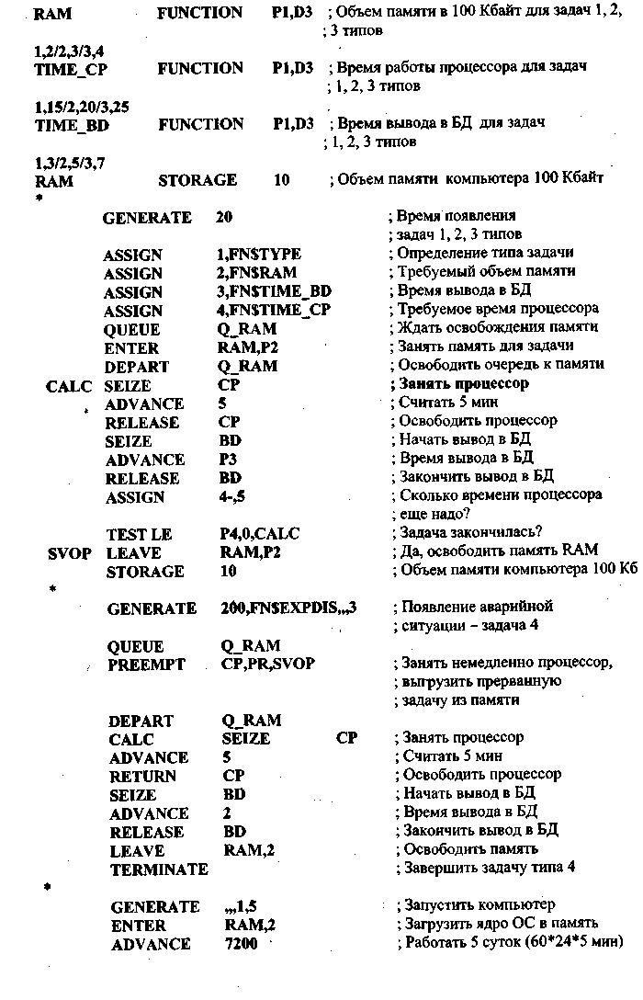 RAM FUNCTION P1,D3 ; Объем памяти в 100 Кбайт для задач 1, 2,
; 3 типов
1,2/2,3/3,4
TIME_CP FUNCTION P1,D3 ; Время работы процессора для задач
; 1, 2, 3 типов
1,15/2,20/3,25
TIME_BD FUNCTION P1,D3 ; Время вывода в БД для задач
; 1, 2, 3 типов
1,3/2,5/3,7
RAM STORAGE 10 ; Объем памяти компьютера 100 Кбайт
*
GENERATE 20 ; Время появления
; задач 1, 2, 3 типов
ASSIGN 1,FN$TYPE ; Определение типа задачи
ASSIGN 2,FN$RAM ; Требуемый объем памяти
ASSIGN 3,FN$TIME_BD ; Время вывода в БД
ASSIGN 4,FN$TIME_CP ; Требуемое время процессора
QUEUE Q_RAM ; Ждать освобождения памяти
ENTER RAM,P2 ; Занять память для задачи
DEPART Q_RAM ; Освободить очередь к памяти
CALC SEIZE CP ; Занять процессор
ADVANCE 5 ; Считать 5 мин
RELEASE CP ; Освободить процессор
SEIZE BD ; Начать вывод в БД
ADVANCE P3 ; Время вывода в БД
RELEASE BD ; Закончить вывод в БД
ASSIGN 4-,5 ; Сколько времени процессора
; еще надо?
TEST LE P4,0,CALC ; Задача закончилась?
SVOP LEAVE RAM,P2 ; Да, освободить память RAM
STORAGE 10 ; Объем памяти компьютера 100 Кб
*
GENERATE 200,FN$EXPDIS,,,3 ; Появление аварийной
; ситуации – задача 4
QUEUE Q_RAM
PREEMPT CP,PR,SVOP ; Занять немедленно процессор,
; выгрузить прерванную
; задачу из памяти
DEPART Q_RAM
CALC SEIZE CP ; Занять процессор
ADVANCE 5 ; Считать 5 мин
RETURN CP ; Освободить процессор
SEIZE BD ; Начать вывод в БД
ADVANCE 2 ; Время вывода в БД
RELEASE BD ; Закончить вывод в БД
LEAVE RAM,2 ; Освободить память
TERMINATE ; Завершить задачу типа 4
*
GENERATE ,,,1,5 ; Запустить компьютер
ENTER RAM,2 ; Загрузить ядро ОС в память
ADVANCE 7200 ; Работать 5 суток (60*24*5 мин)